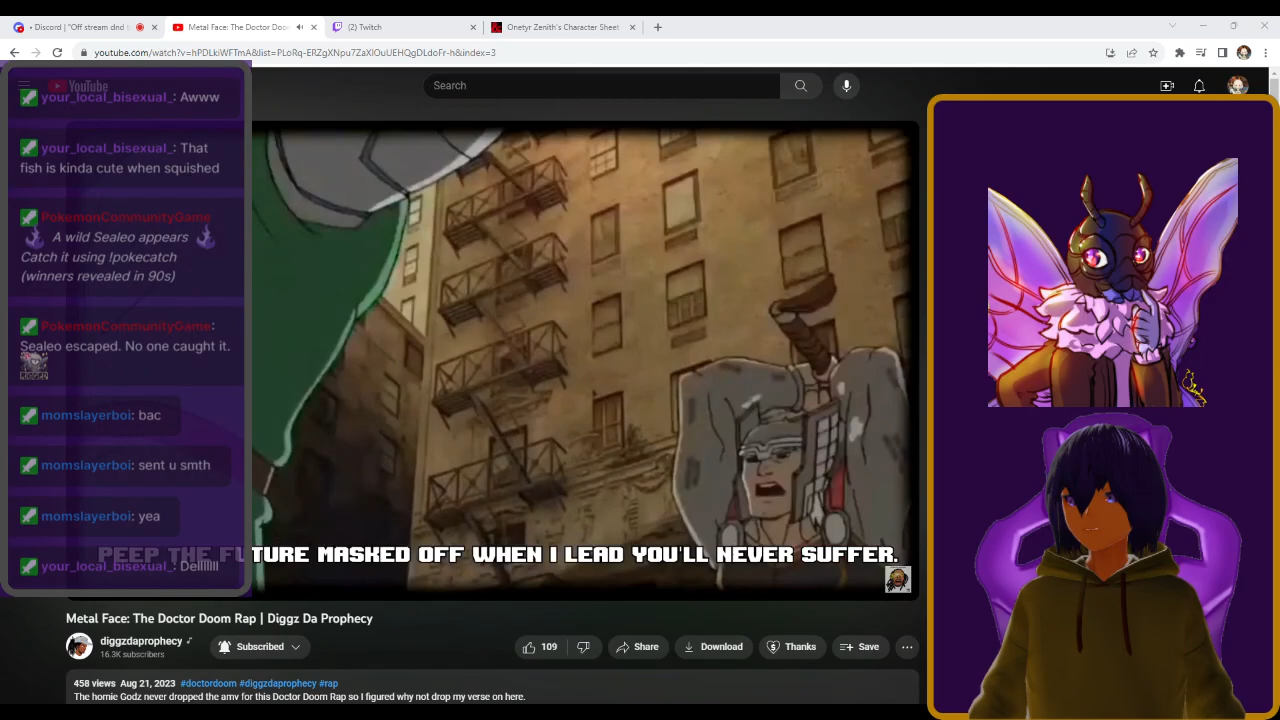 Discord | "Off stream dnd t
Metal Face: The Doctor Doom
Twitch
Onetyr Zenith's Character Sheet
youtube.com/watch?v=hPDLkiWFTmA&list=PLoRq-ERZgXNpu7ZaXlOuUEHQgDLdoFr-h&index=3
YouTube
Search
your_local_bisexual_: Awww
your_local_bisexual_: That
fish is kinda cute when squished
PokemonCommunityGame
A wild Sealeo appears
Catch it using !pokecatch
(winners revealed in 90s)
PokemonCommunityGame:
Sealeo escaped. No one caught it.
momslayerboi: bac
momslayerboi: sent u smth
momslayerboi: yea
your_local_bisexual_: Dellllll
PEEP THE FUTURE MASKED OFF WHEN I LEAD YOU'LL NEVER SUFFER.
Metal Face: The Doctor Doom Rap | Diggz Da Prophecy
diggzdaprophecy
16.3K subscribers
Subscribed
109
Share
Download
Thanks
Save
458 views Aug 21, 2023 #doctordoom #diggzdaprophecy #rap
The homie Godz never dropped the amv for this Doctor Doom Rap so I figured why not drop my verse on here.